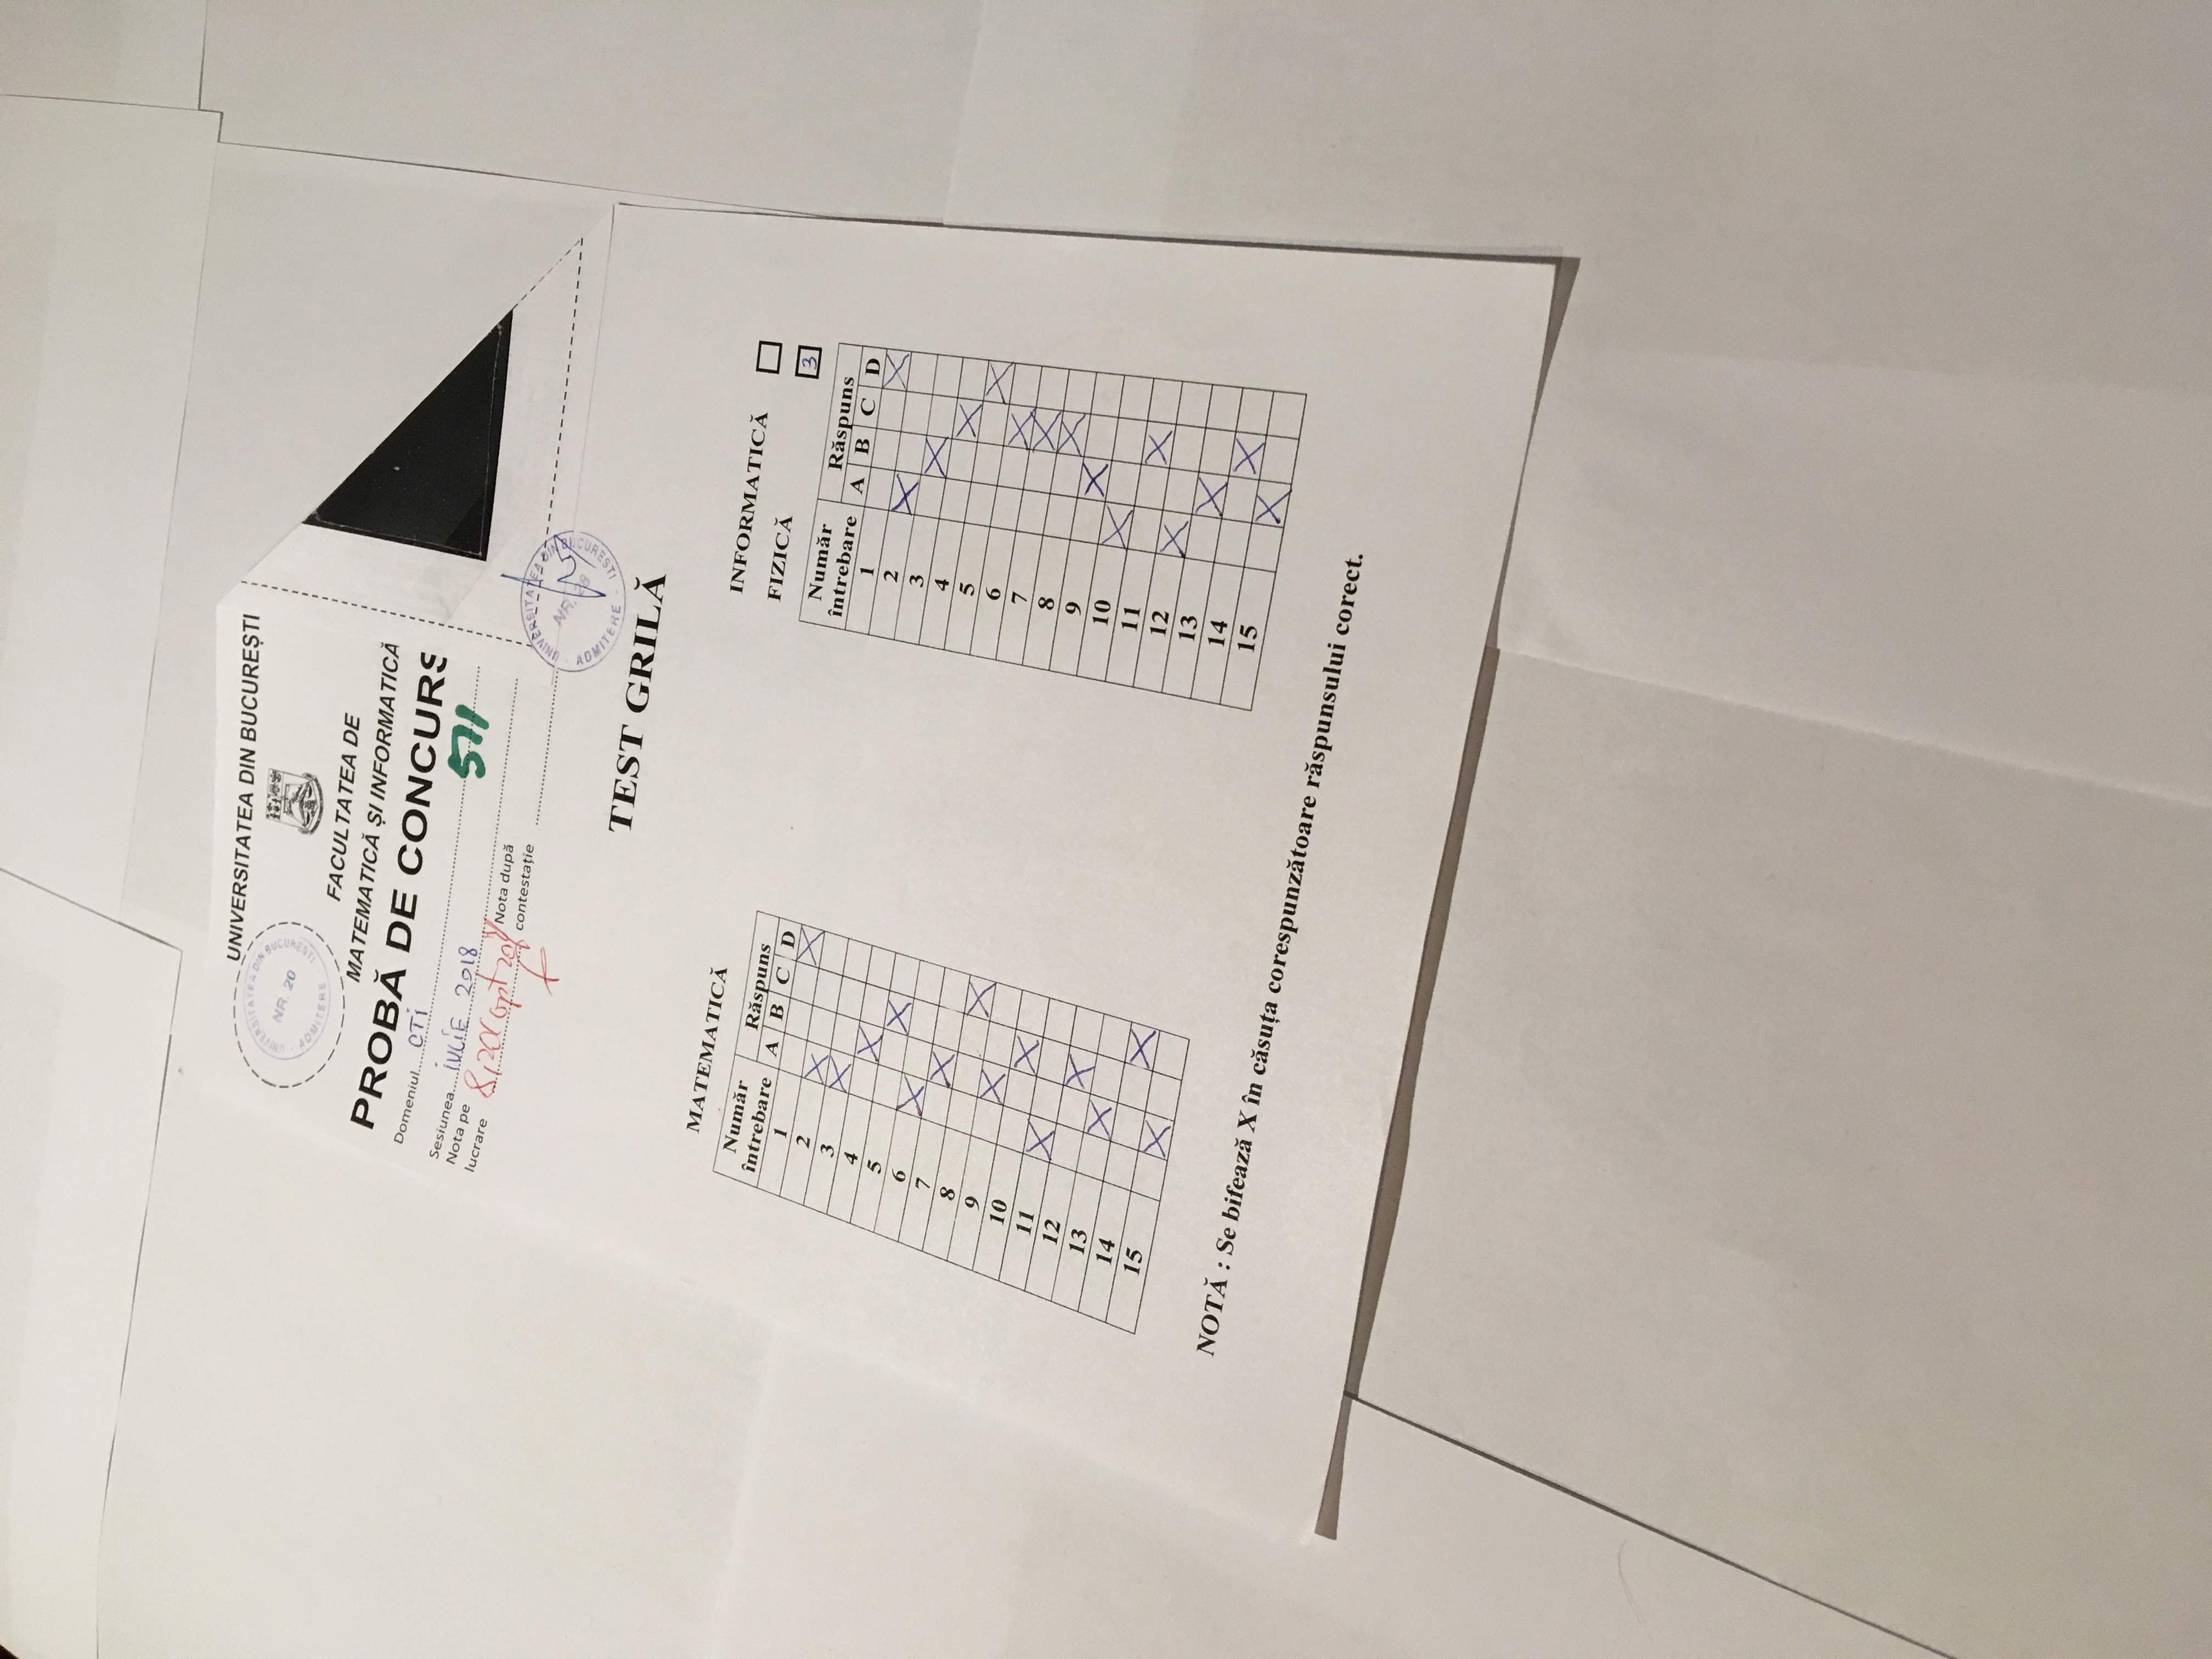 UNIVERSITATEA DIN BUCUREȘTI
UNIVERSITATEA DIN BUCUREȘTI
NR. 20
ADMITERE
FACULTATEA DE
MATEMATICĂ ȘI INFORMATICĂ
PROBĂ DE CONCURS
Domeniul... CTI
571
Sesiunea... IULIE 2018
Nota pe lucrare 8,20 (opt 20)
Nota după contestație
UNIVERSITATEA DIN BUCUREȘTI
ADMITERE
TEST GRILĂ
MATEMATICĂ
Număr întrebare Răspuns
A B C D
1 X
2 X
3 X
4 X
5 X
6 X
7 X
8 X
9 X
10 X
11 X
12 X
13 X
14 X
15 X
INFORMATICĂ
FIZICĂ 3
Număr întrebare Răspuns
A B C D
1 X
2 X
3 X
4 X
5 X
6 X
7 X
8 X
9 X
10 X
11 X
12 X
13 X
14 X
15 X
NOTĂ : Se bifează X în căsuța corespunzătoare răspunsului corect.